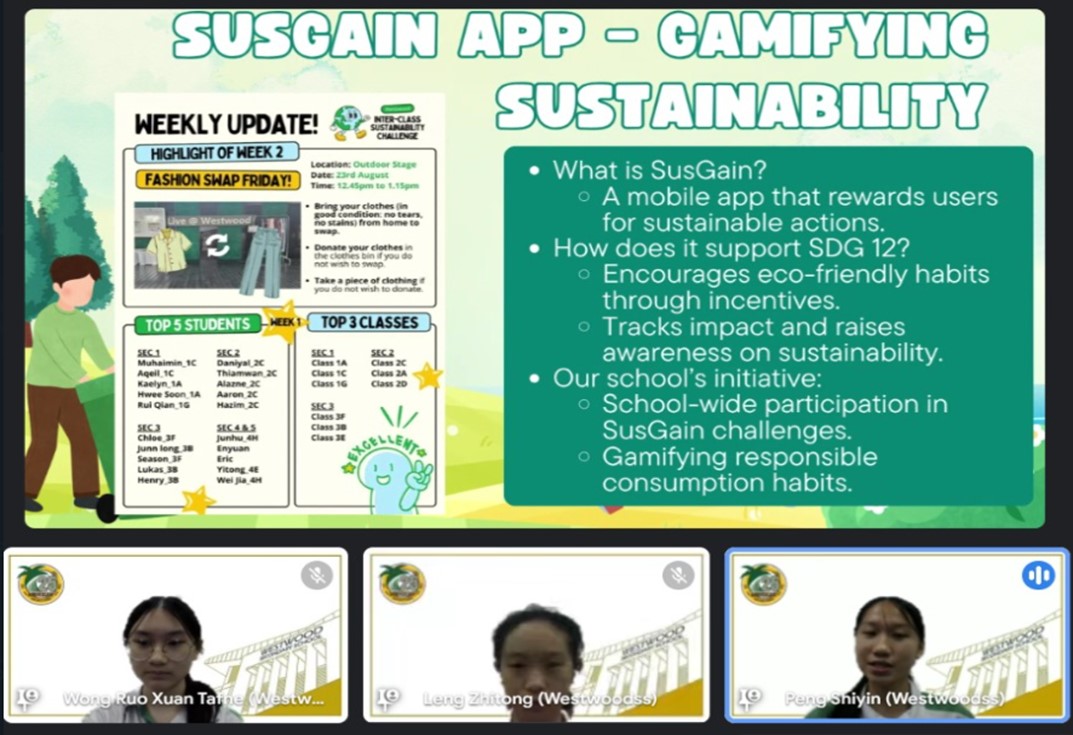 SUSGAIN APP - GAMIFYING
SUSTAINABILITY
WEEKLY UPDATE!
INTER-CLASS
SUSTAINABILITY
CHALLENGE
HIGHLIGHT OF WEEK 2
FASHION SWAP FRIDAY!
Location: Outdoor Stage
Date: 23rd August
Time: 12.45pm to 1.15pm
Live @ Westwood
• Bring your clothes (in
good condition: no tears,
no stains) from home to
swap.
• Donate your clothes in
the clothes bin if you do
not wish to swap.
• Take a piece of clothing if
you do not wish to donate.
TOP 5 STUDENTS
WEEK 1
TOP 3 CLASSES
SEC 1
Muhaimin_1C
Aqeil_1C
Kaelyn_1A
Hwee Soon_1A
Rui Qian_1G
SEC 2
Daniyal_2C
Thiamwan_2C
Alazne_2C
Aaron_2C
Hazim_2C
SEC 3
Chloe_3F
Junn long_3B
Season_3F
Lukas_3B
Henry_3B
SEC 4 & 5
Junhu_4H
Enyuan
Eric
Yitong_4E
Wei Jia_4H
SEC 1
Class 1A
Class 1C
Class 1G
SEC 2
Class 2C
Class 2A
Class 2D
SEC 3
Class 3F
Class 3B
Class 3E
EXCELLENT
• What is SusGain?
○ A mobile app that rewards users
for sustainable actions.
• How does it support SDG 12?
○ Encourages eco-friendly habits
through incentives.
○ Tracks impact and raises
awareness on sustainability.
• Our school's initiative:
○ School-wide participation in
SusGain challenges.
○ Gamifying responsible
consumption habits.
WESTWOOD
Wong Ruo Xuan Tarne (Westw...
WESTWOOD
Leng Zhitong (Westwoodss)
WESTWOOD
Peng Shiyin (Westwoodss)